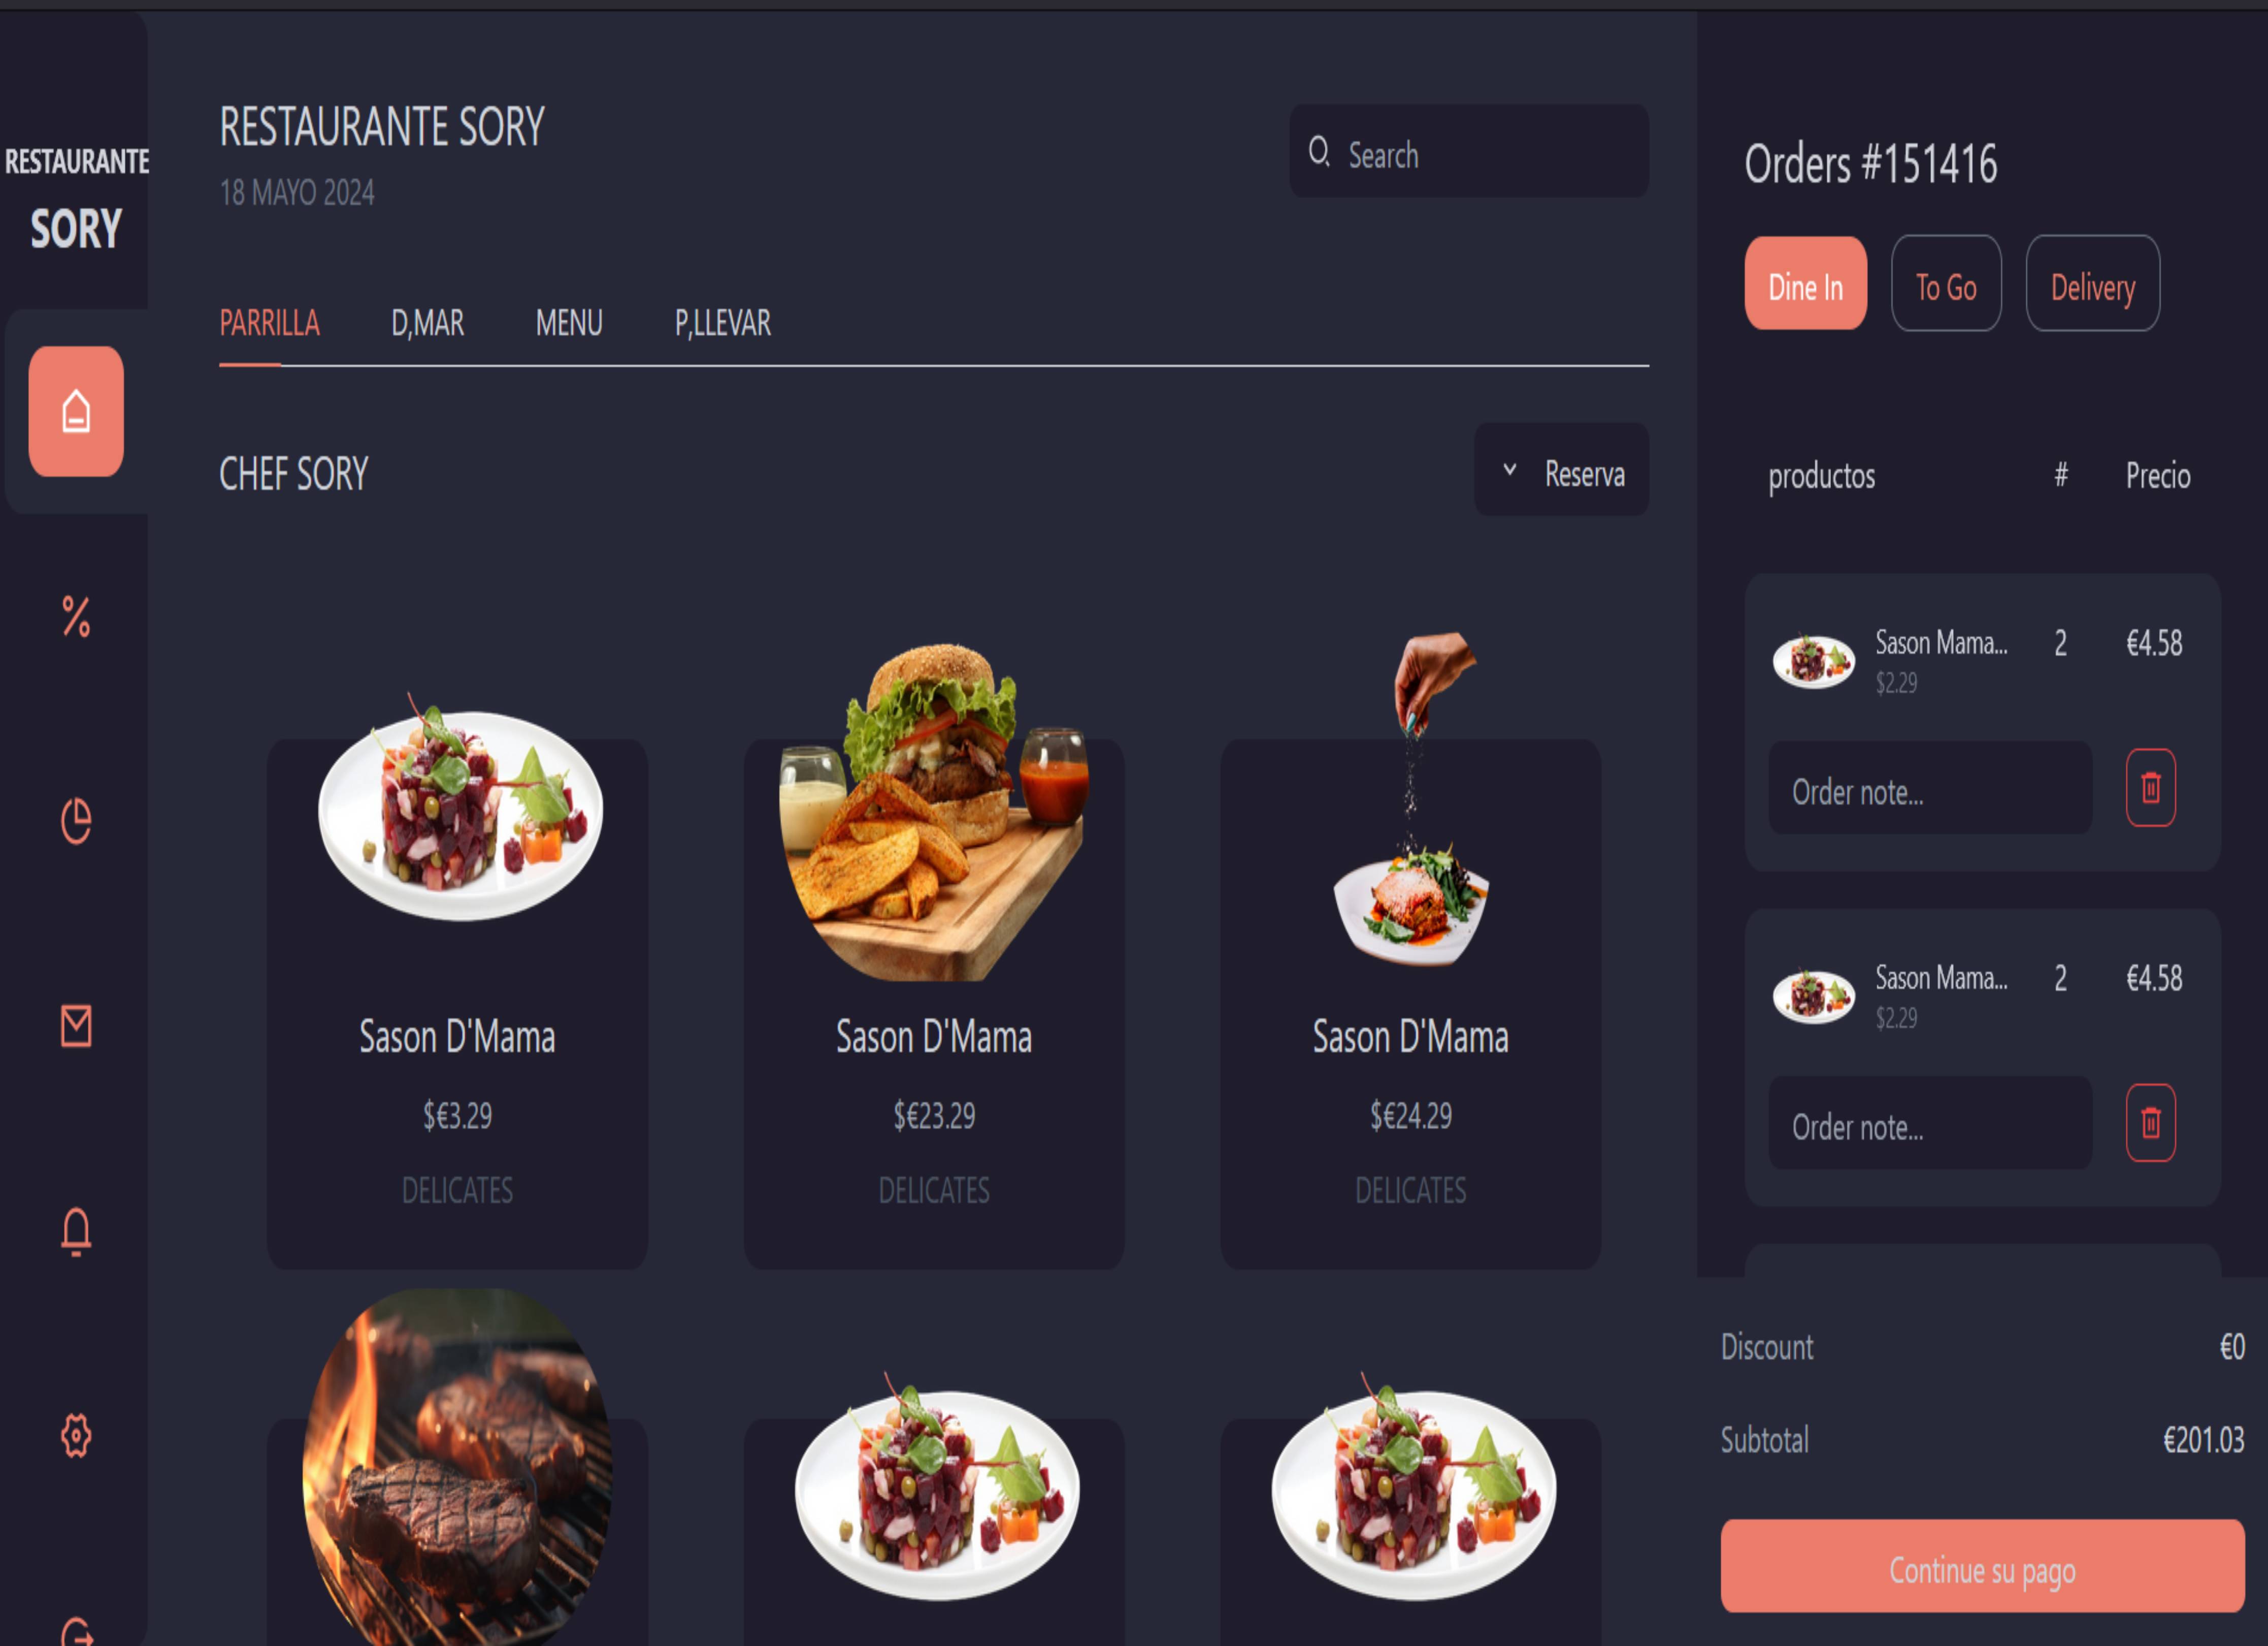 RESTAURANTE
SORY
RESTAURANTE SORY
18 MAYO 2024
Search
PARRILLA D,MAR MENU P,LLEVAR
CHEF SORY
Reserva
Sason D'Mama
$€3.29
DELICATES
Sason D'Mama
$€23.29
DELICATES
Sason D'Mama
$€24.29
DELICATES
Orders #151416
Dine In To Go Delivery
productos # Precio
Sason Mama... 2 €4.58
$2.29
Order note...
Sason Mama... 2 €4.58
$2.29
Order note...
Discount €0
Subtotal €201.03
Continue su pago